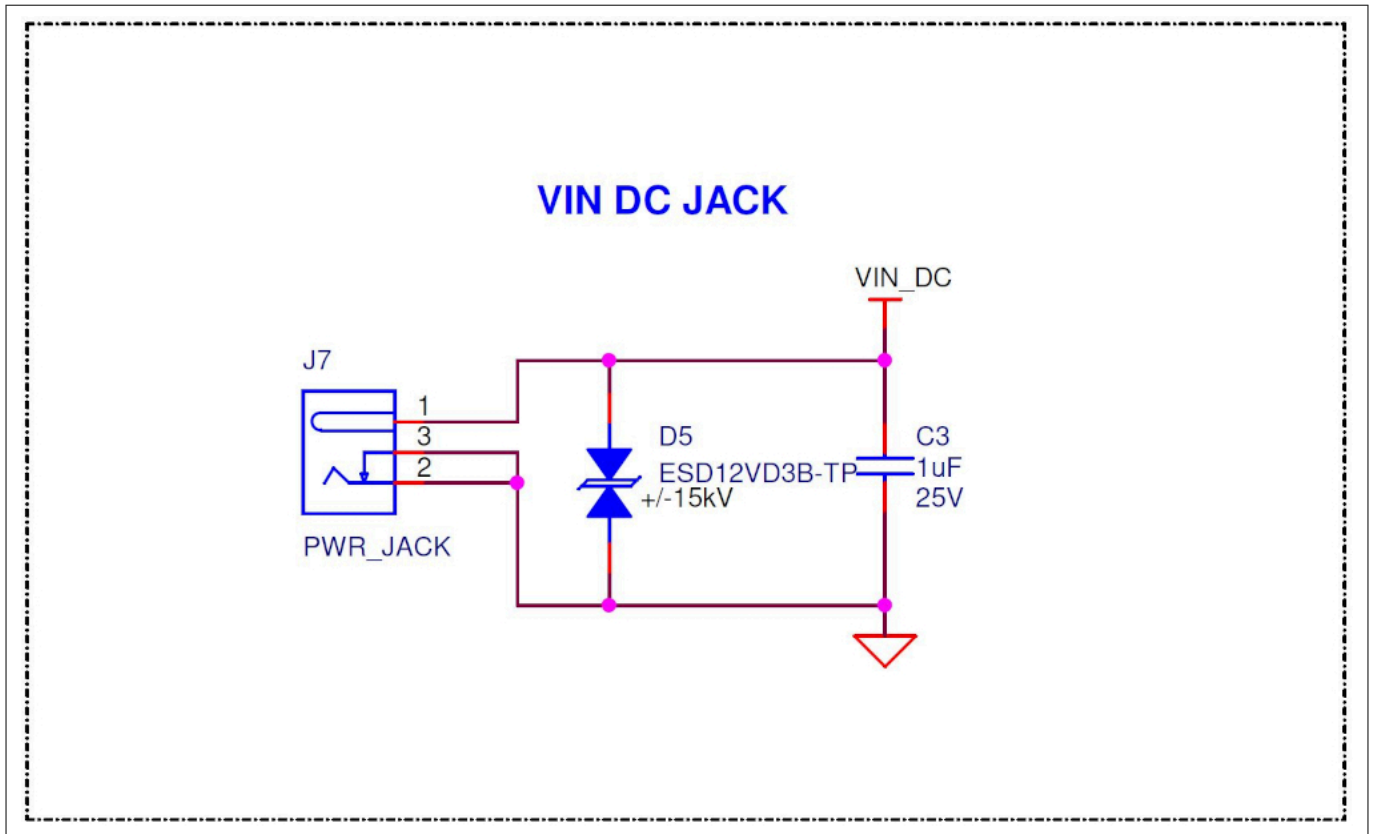 VIN DC JACK
VIN_DC
J7
1
3
2
PWR_JACK
D5
ESD12VD3B-TP
+/-15kV
C3
1uF
25V